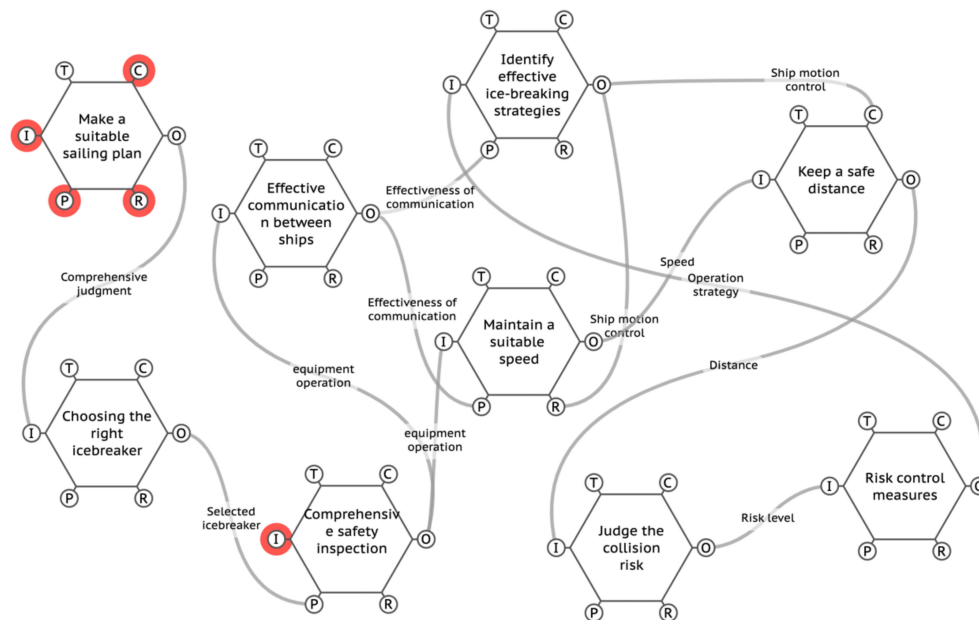 T
C
I
O
P
R
Make a
suitable
sailing plan
T
C
I
O
P
R
Identify
effective
ice-breaking
strategies
Ship motion
control
T
C
I
O
P
R
Keep a safe
distance
T
C
I
O
P
R
Effective
communicatio
n between
ships
Effectiveness of
communication
Comprehensive
judgment
Speed
Operation
strategy
Effectiveness of
communication
T
C
I
O
P
R
Maintain a
suitable
speed
Ship motion
control
equipment
operation
Distance
T
C
I
O
P
R
Choosing the
right
icebreaker
equipment
operation
Selected
icebreaker
T
C
I
O
P
R
Comprehensiv
e safety
inspection
T
C
I
O
P
R
Judge the
collision
risk
Risk level
T
C
I
P
R
Risk control
measures